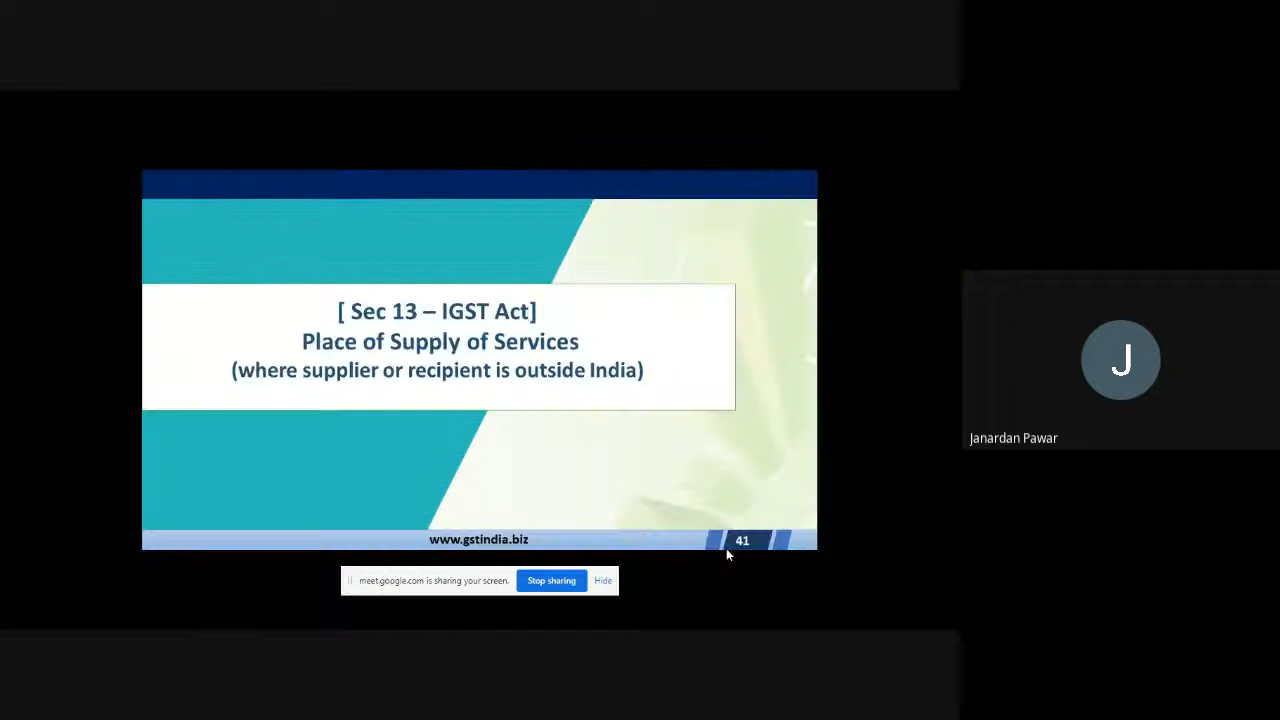 [ Sec 13 – IGST Act]
Place of Supply of Services
(where supplier or recipient is outside India)
www.gstindia.biz
41
meet.google.com is sharing your screen.
Stop sharing
Hide
J
Janardan Pawar